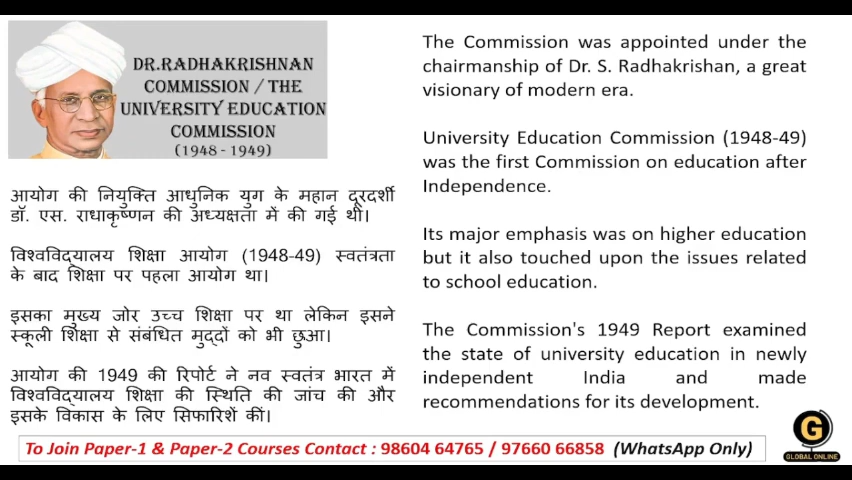 DR.RADHAKRISHNAN
COMMISSION / THE
UNIVERSITY EDUCATION
COMMISSION
(1948 - 1949)
आयोग की नियुक्ति आधुनिक युग के महान दूरदर्शी
डॉ. एस. राधाकृष्णन की अध्यक्षता में की गई थी।
विश्वविद्यालय शिक्षा आयोग (1948-49) स्वतंत्रता
के बाद शिक्षा पर पहला आयोग था।
इसका मुख्य जोर उच्च शिक्षा पर था लेकिन इसने
स्कूली शिक्षा से संबंधित मुद्दों को भी छुआ।
आयोग की 1949 की रिपोर्ट ने नव स्वतंत्र भारत में
विश्वविद्यालय शिक्षा की स्थिति की जांच की और
इसके विकास के लिए सिफारिशें कीं।
The Commission was appointed under the
chairmanship of Dr. S. Radhakrishan, a great
visionary of modern era.
University Education Commission (1948-49)
was the first Commission on education after
Independence.
Its major emphasis was on higher education
but it also touched upon the issues related
to school education.
The Commission's 1949 Report examined
the state of university education in newly
independent India and made
recommendations for its development.
To Join Paper-1 & Paper-2 Courses Contact : 98604 64765 / 97660 66858 (WhatsApp Only)
G
GLOBAL ONLINE